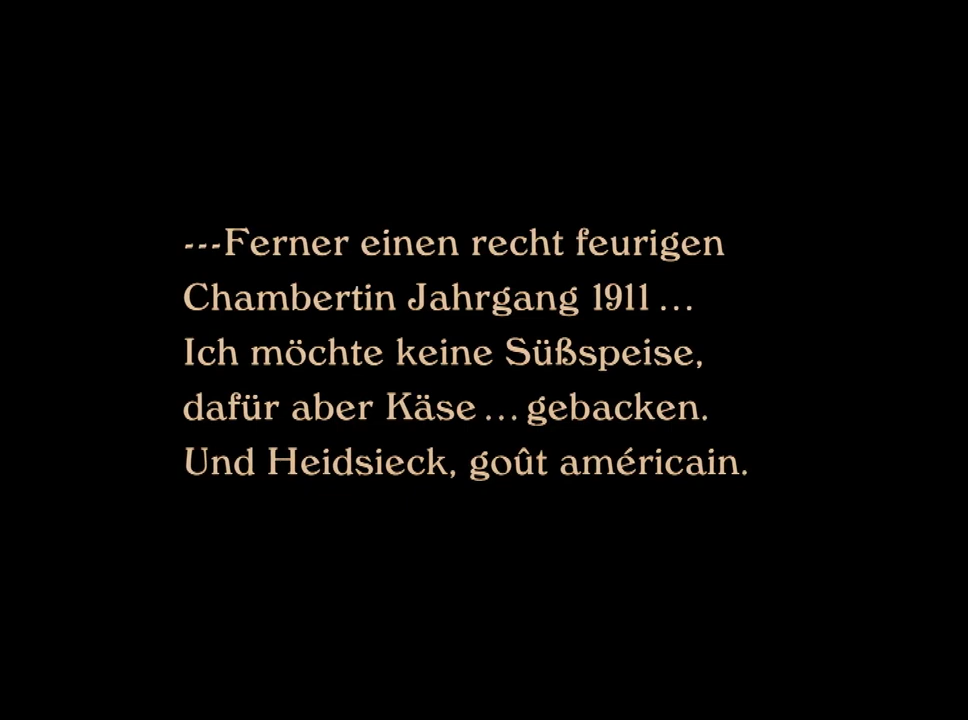 ---Ferner einen recht feurigen
Chambertin Jahrgang 1911 ...
Ich möchte keine Süßspeise,
dafür aber Käse ... gebacken.
Und Heidsieck, goût américain.